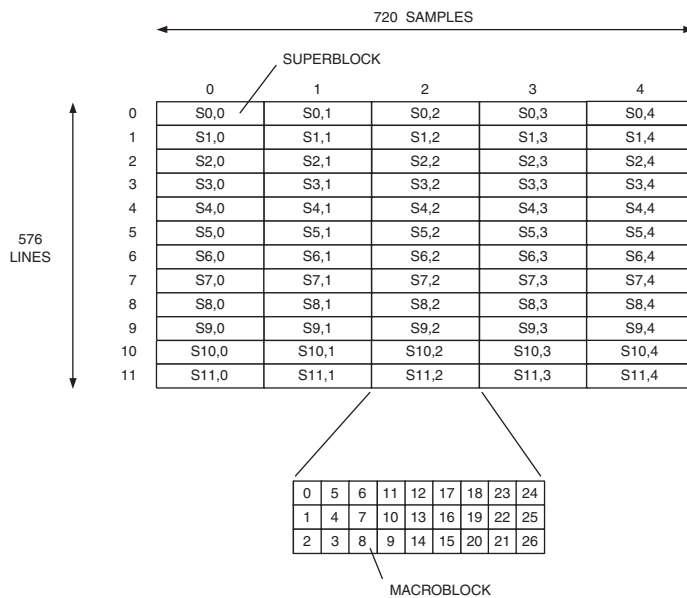 720 SAMPLES
SUPERBLOCK
0 1 2 3 4
0 S0,0 S0,1 S0,2 S0,3 S0,4
1 S1,0 S1,1 S1,2 S1,3 S1,4
2 S2,0 S2,1 S2,2 S2,3 S2,4
3 S3,0 S3,1 S3,2 S3,3 S3,4
4 S4,0 S4,1 S4,2 S4,3 S4,4
5 S5,0 S5,1 S5,2 S5,3 S5,4
576
LINES
6 S6,0 S6,1 S6,2 S6,3 S6,4
7 S7,0 S7,1 S7,2 S7,3 S7,4
8 S8,0 S8,1 S8,2 S8,3 S8,4
9 S9,0 S9,1 S9,2 S9,3 S9,4
10 S10,0 S10,1 S10,2 S10,3 S10,4
11 S11,0 S11,1 S11,2 S11,3 S11,4
0 5 6 11 12 17 18 23 24
1 4 7 10 13 16 19 22 25
2 3 8 9 14 15 20 21 26
MACROBLOCK